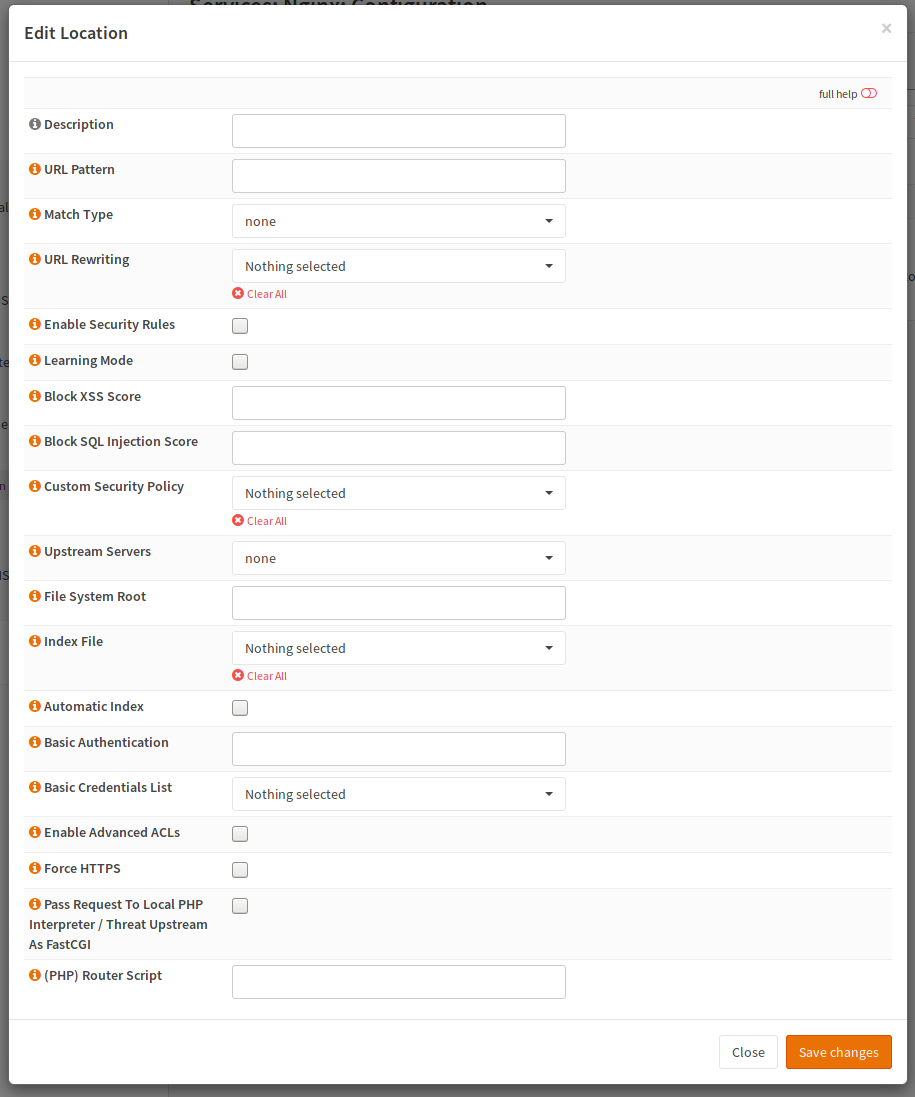 Services: Nginx: Configuration
Edit Location
×
full help
Description
URL Pattern
Match Type
none
URL Rewriting
Nothing selected
Clear All
Enable Security Rules
Learning Mode
Block XSS Score
Block SQL Injection Score
Custom Security Policy
Nothing selected
Clear All
Upstream Servers
none
File System Root
Index File
Nothing selected
Clear All
Automatic Index
Basic Authentication
Basic Credentials List
Nothing selected
Enable Advanced ACLs
Force HTTPS
Pass Request To Local PHP
Interpreter / Threat Upstream
As FastCGI
(PHP) Router Script
Close
Save changes